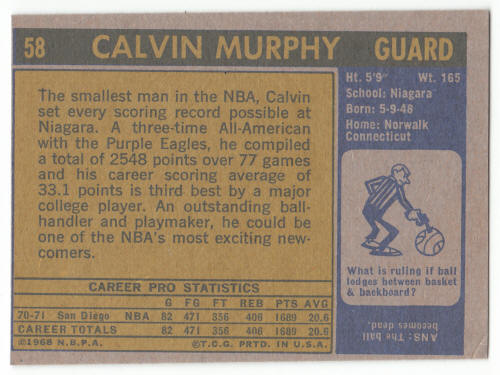 58 CALVIN MURPHY GUARD
Ht. 5'9" Wt. 165
School: Niagara
Born: 5-9-48
Home: Norwalk
Connecticut
The smallest man in the NBA, Calvin
set every scoring record possible at
Niagara. A three-time All-American
with the Purple Eagles, he compiled
a total of 2548 points over 77 games
and his career scoring average of
33.1 points is third best by a major
college player. An outstanding ball-
handler and playmaker, he could be
one of the NBA's most exciting new-
comers.
What is ruling if ball
lodges between basket
& backboard?
ANS: The ball
becomes dead.
CAREER PRO STATISTICS
G FG FT REB PTS AVG
70-71 San Diego NBA 82 471 356 406 1689 20.6
CAREER TOTALS 82 471 356 406 1689 20.6
©1968 N.B.P.A. ©T.C.G. PRTD. IN U.S.A.